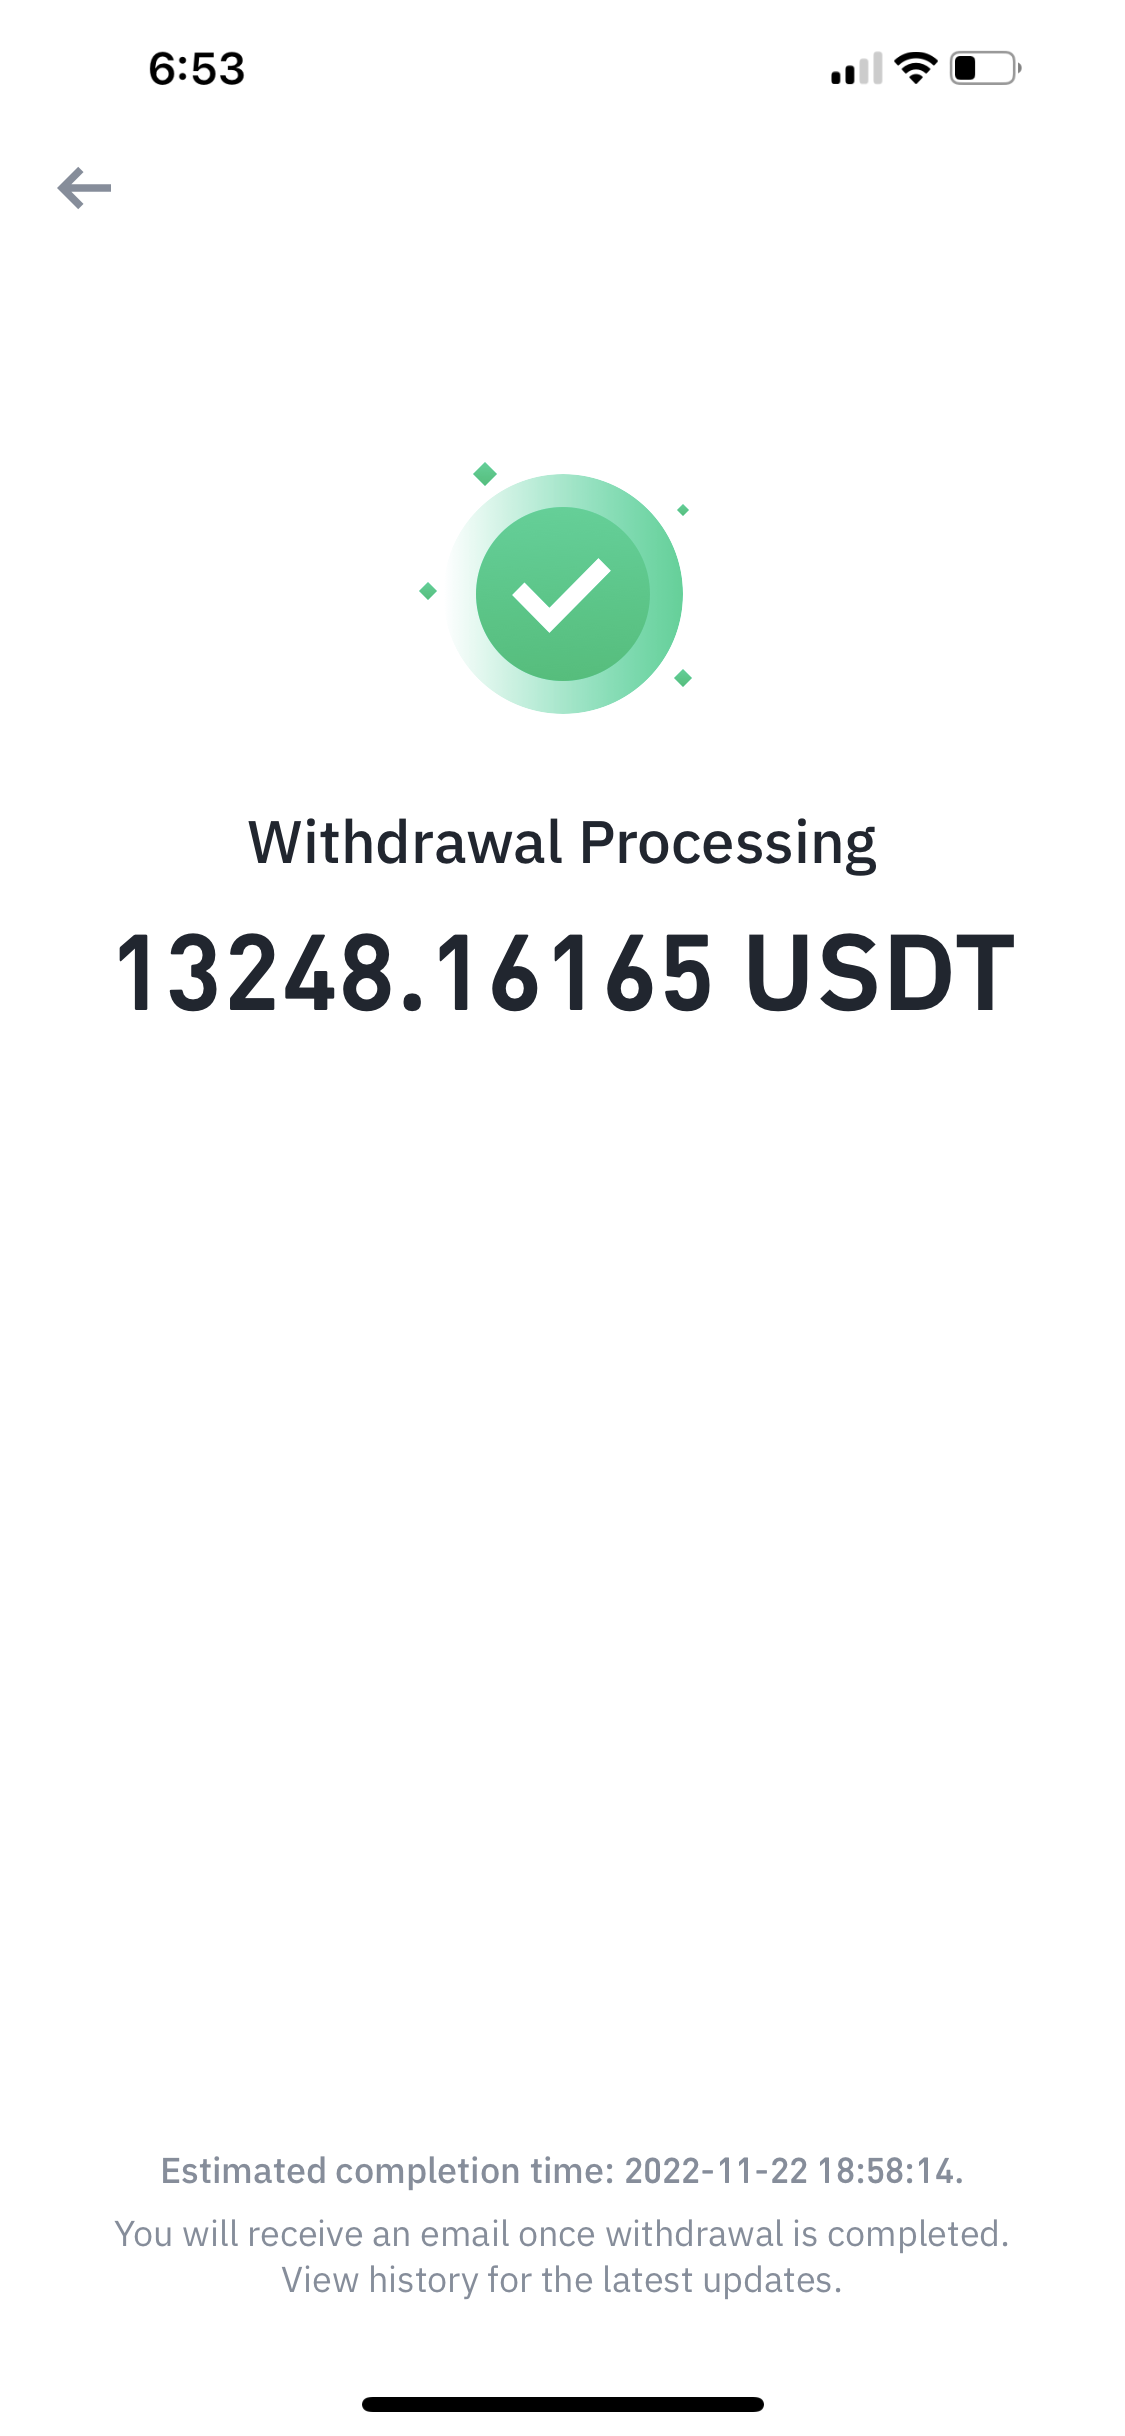 6:53
Withdrawal Processing
13248.16165 USDT
Estimated completion time: 2022-11-22 18:58:14.
You will receive an email once withdrawal is completed.
View history for the latest updates.